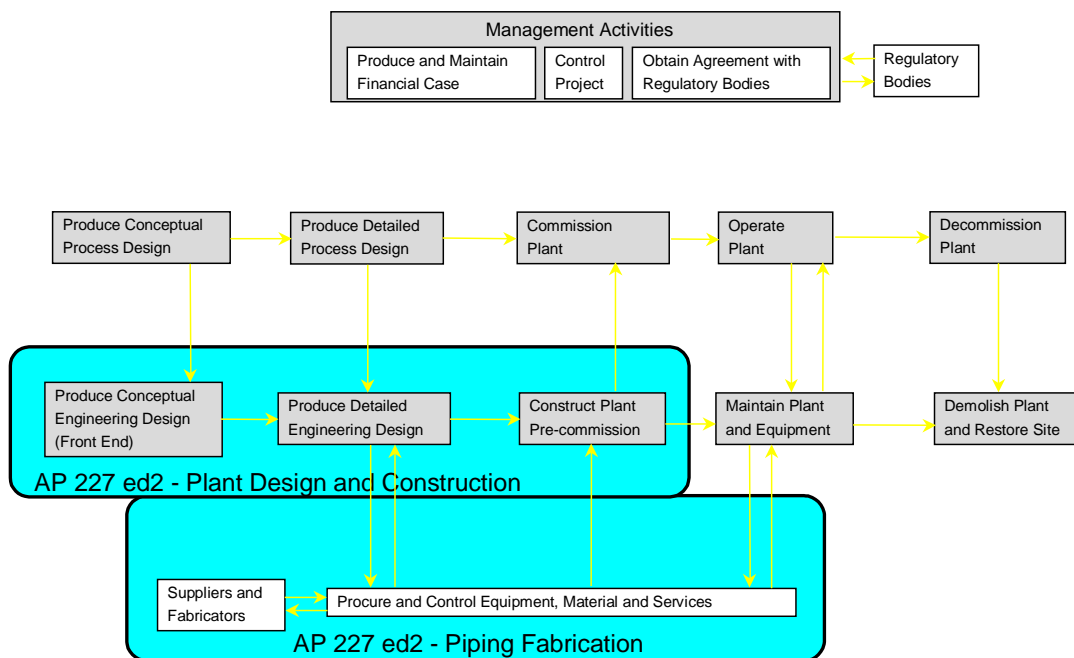 Management Activities
Produce and Maintain
Financial Case
Control
Project
Obtain Agreement with
Regulatory Bodies
Regulatory
Bodies
Produce Conceptual
Process Design
Produce Detailed
Process Design
Commission
Plant
Operate
Plant
Decommission
Plant
Produce Conceptual
Engineering Design
(Front End)
Produce Detailed
Engineering Design
Construct Plant
Pre-commission
Maintain Plant
and Equipment
Demolish Plant
and Restore Site
AP 227 ed2 - Plant Design and Construction
Suppliers and
Fabricators
Procure and Control Equipment, Material and Services
AP 227 ed2 - Piping Fabrication